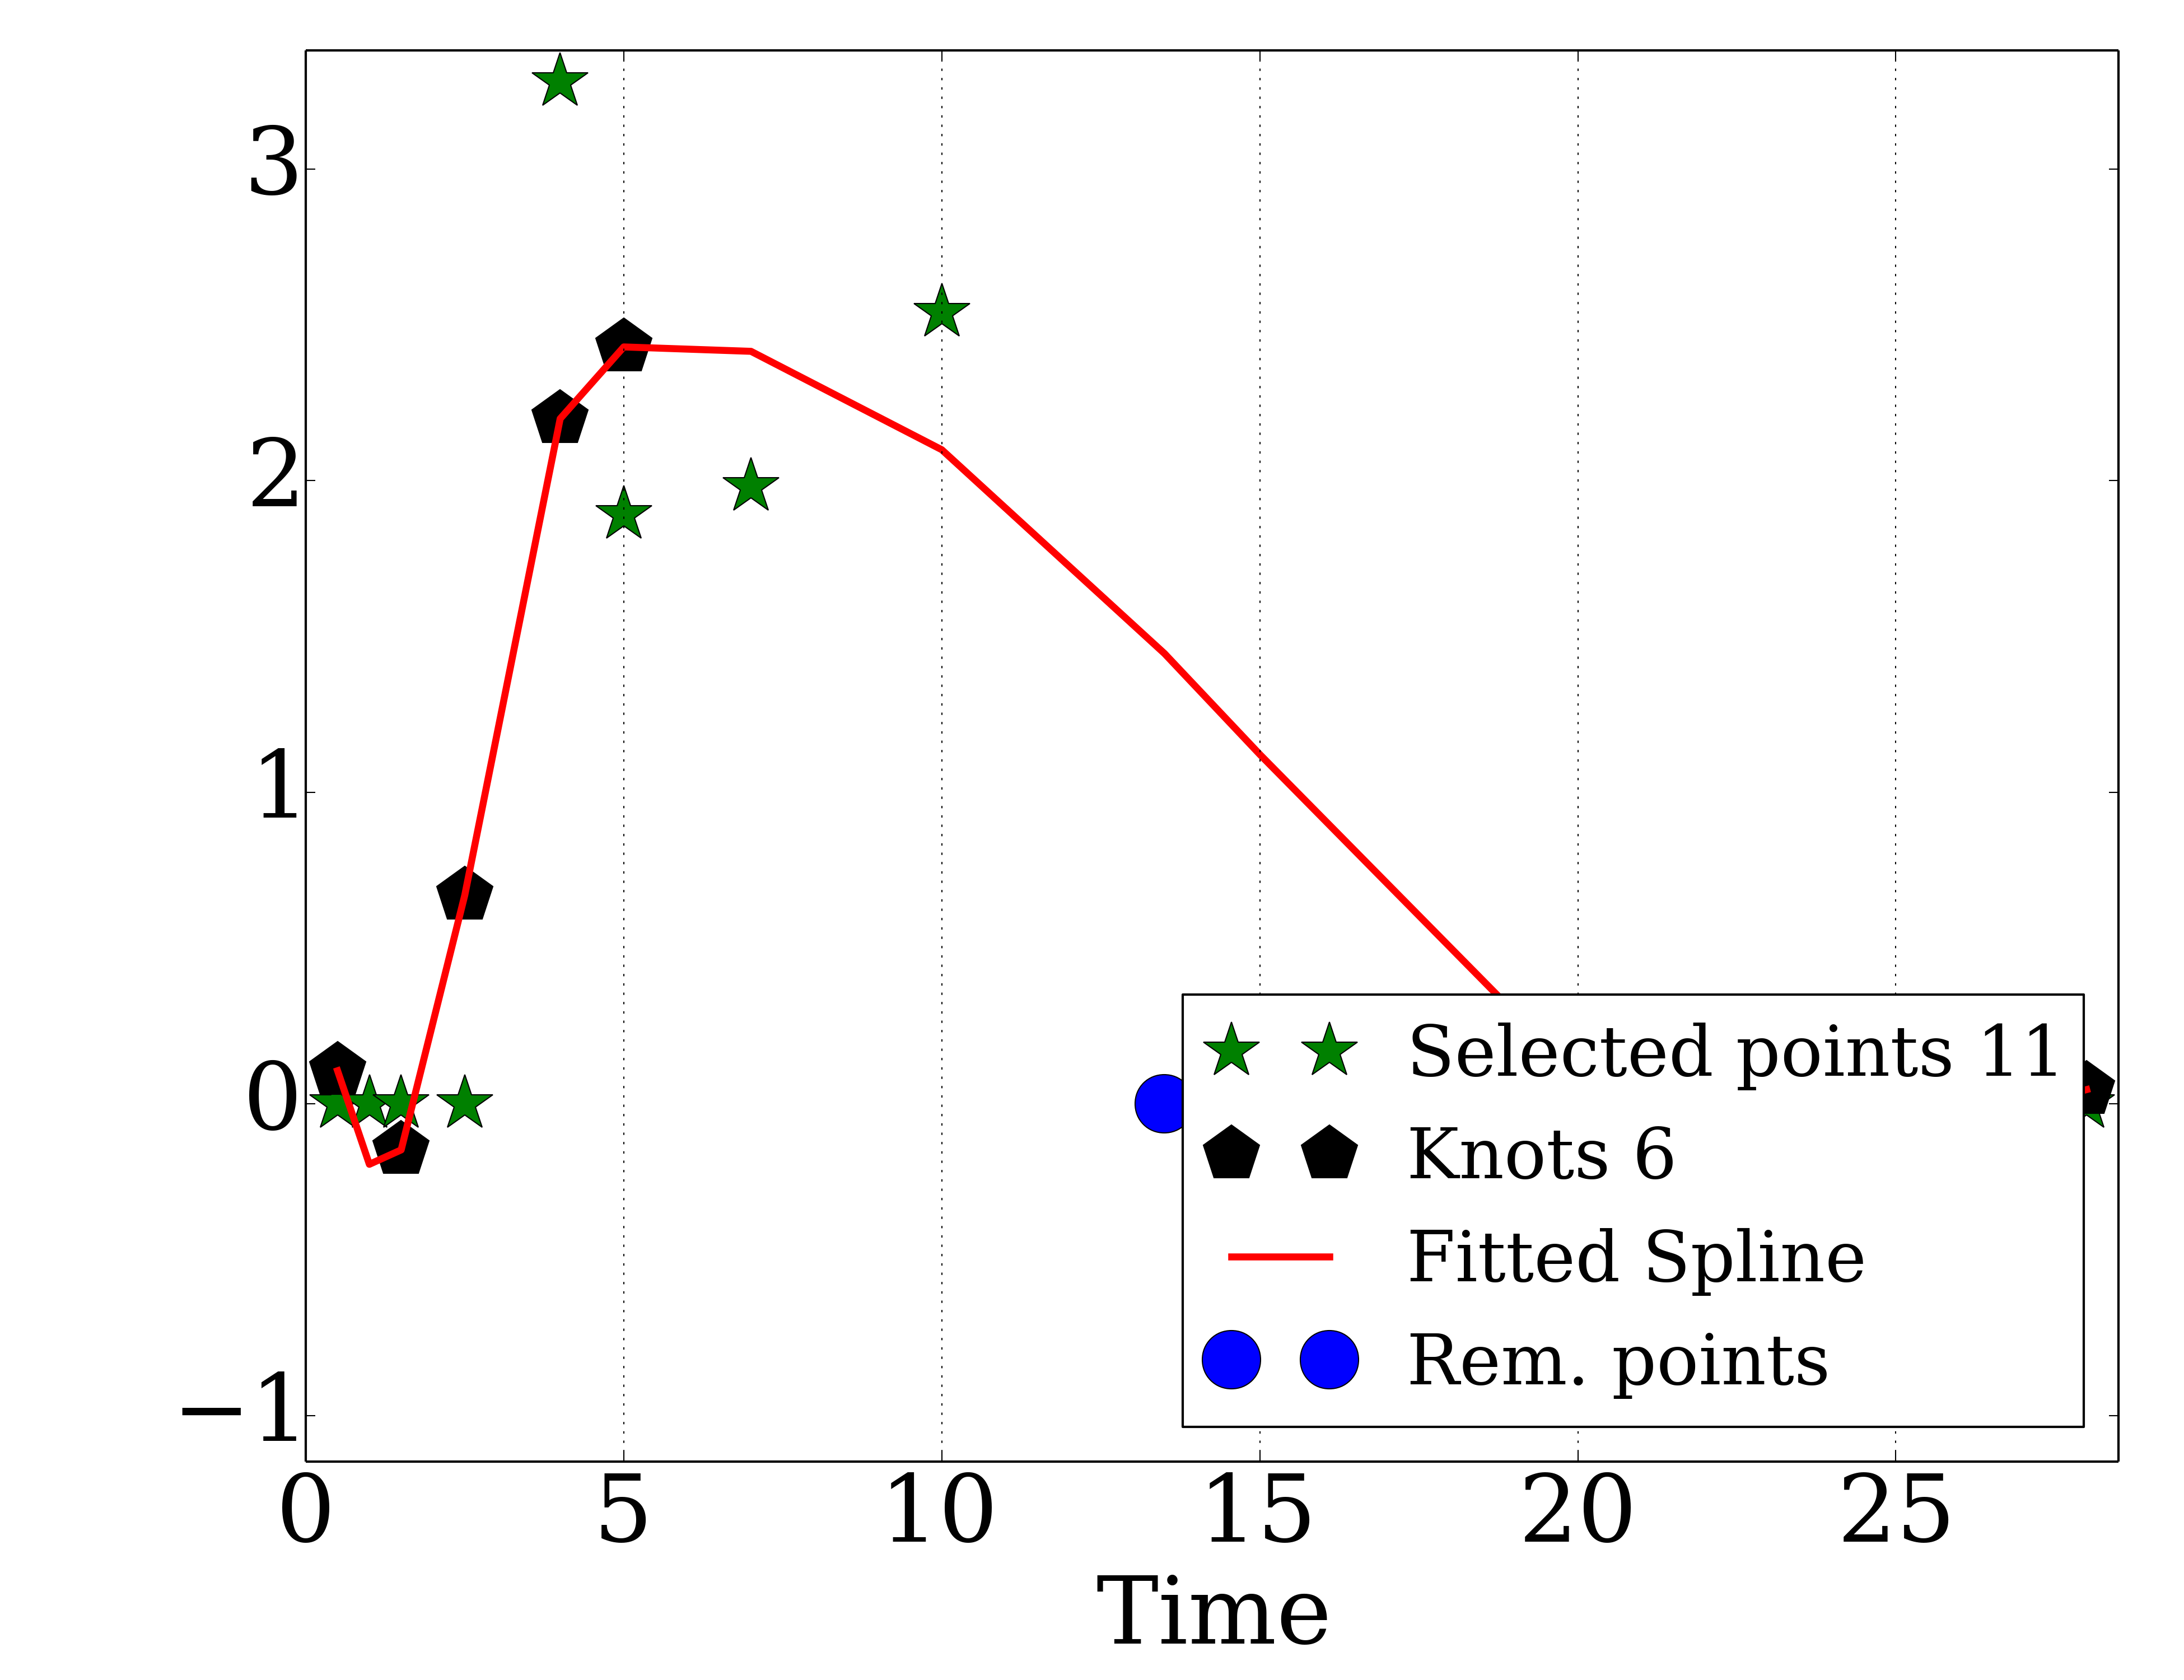 3
2
1
0
−1
0 5 10 15 20 25
Time
Selected points 11
Knots 6
Fitted Spline
Rem. points